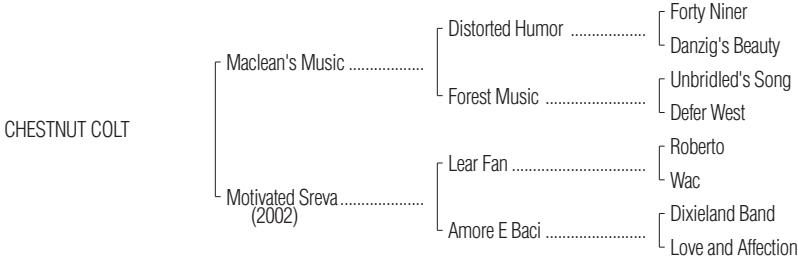 Forty Niner
Distorted Humor ..................
Danzig's Beauty
Maclean's Music ..................
Unbridled's Song
Forest Music ........................
Defer West
CHESTNUT COLT
Roberto
Lear Fan ................................
Wac
Motivated Sreva ....................
(2002)
Dixieland Band
Amore E Baci ........................
Love and Affection